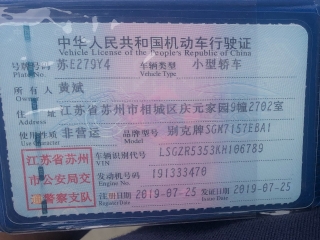 中华人民共和国机动车行驶证
Vehicle License of the People's Republic of China
号牌号码 苏E279Y4 车辆类型 小型轿车
Plate No. Vehicle Type
所有人 黄斌
Owner
住址 江苏省苏州市相城区庆元家园9幢2702室
Address
使用性质 非营运 品牌型号 别克牌SGM7157EBA1
Use Character Model
江苏省苏州市公安局交通警察支队
车辆识别代号 LSGZR5353KH106789
VIN
发动机号码 191333470
Engine No.
注册日期 2019-07-25 发证日期 2019-07-25
Register Date Issue Date